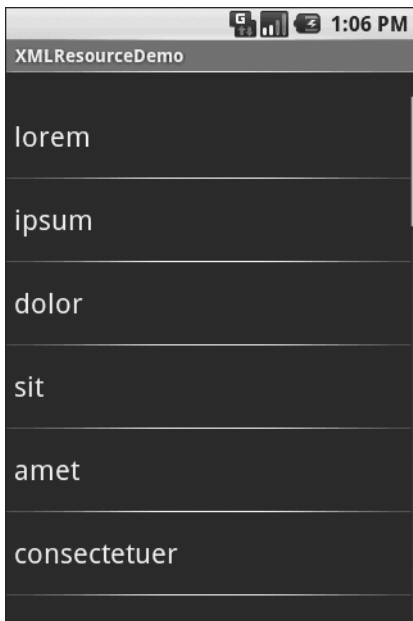 G 1:06 PM
XMLResourceDemo
lorem
ipsum
dolor
sit
amet
consectetuer